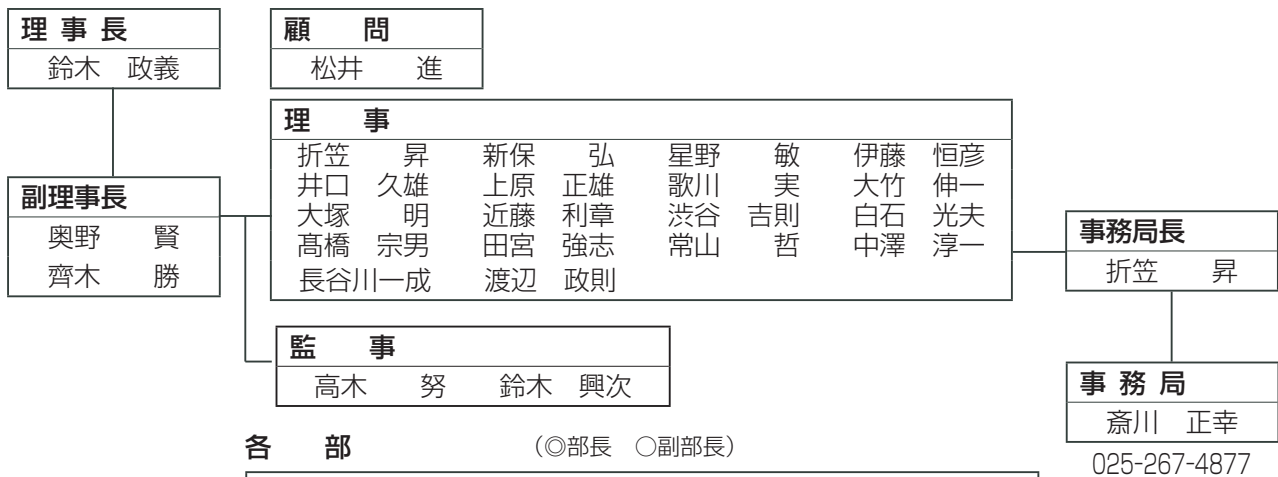 理 事 長
鈴木　政義
顧　　問
松井　　進
理　　事
折笠　　昇　　新保　　弘　　星野　　敏　　伊藤　恒彦
井口　久雄　　上原　正雄　　歌川　　実　　大竹　伸一
大塚　　明　　近藤　利章　　渋谷　吉則　　白石　光夫
髙橋　宗男　　田宮　強志　　常山　　哲　　中澤　淳一
長谷川一成　　渡辺　政則
副理事長
奥野　　賢
齊木　　勝
事務局長
折笠　　昇
監　　事
高木　　努　　鈴木　興次
事 務 局
斎川　正幸
025-267-4877
各　　部　　（◎部長　○副部長）